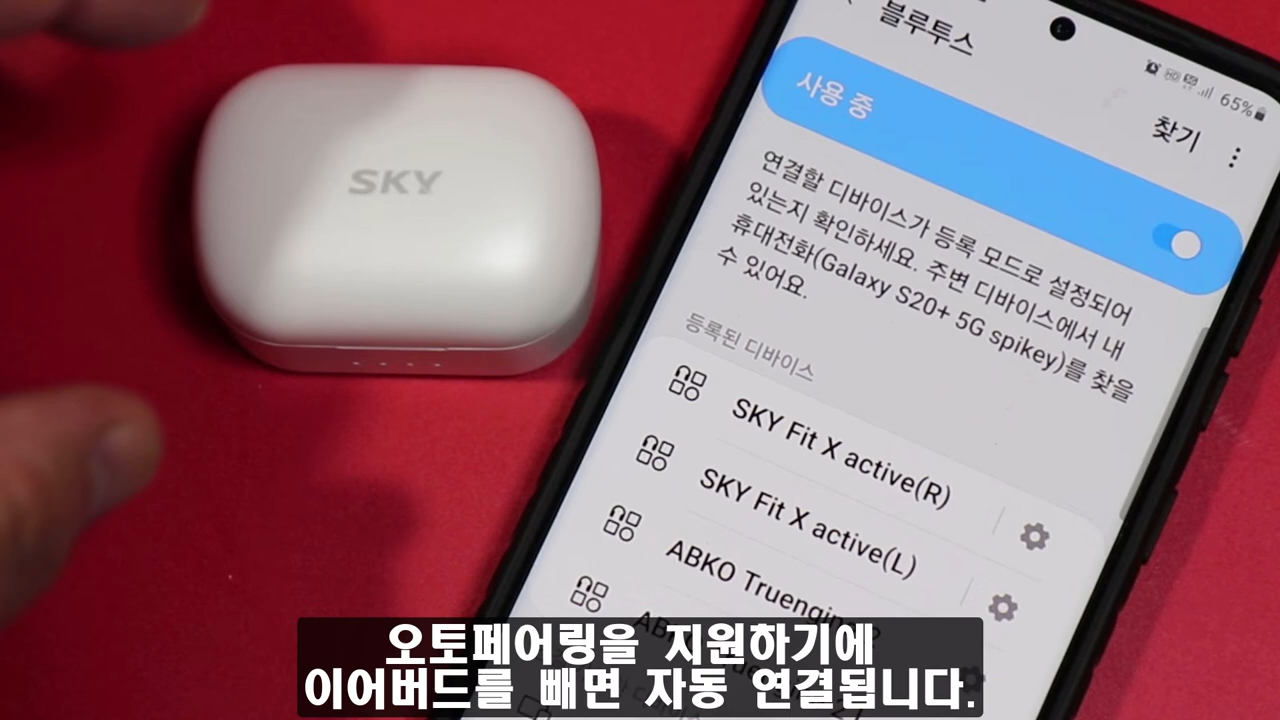 SKY
블루투스
65%
사용 중
찾기
연결할 디바이스가 등록 모드로 설정되어
있는지 확인하세요. 주변 디바이스에서 내
휴대전화(Galaxy S20+ 5G spikey)를 찾을
수 있어요.
등록된 디바이스
SKY Fit X active(R)
SKY Fit X active(L)
ABKO
오토페어링을 지원하기에
이어버드를 빼면 자동 연결됩니다.